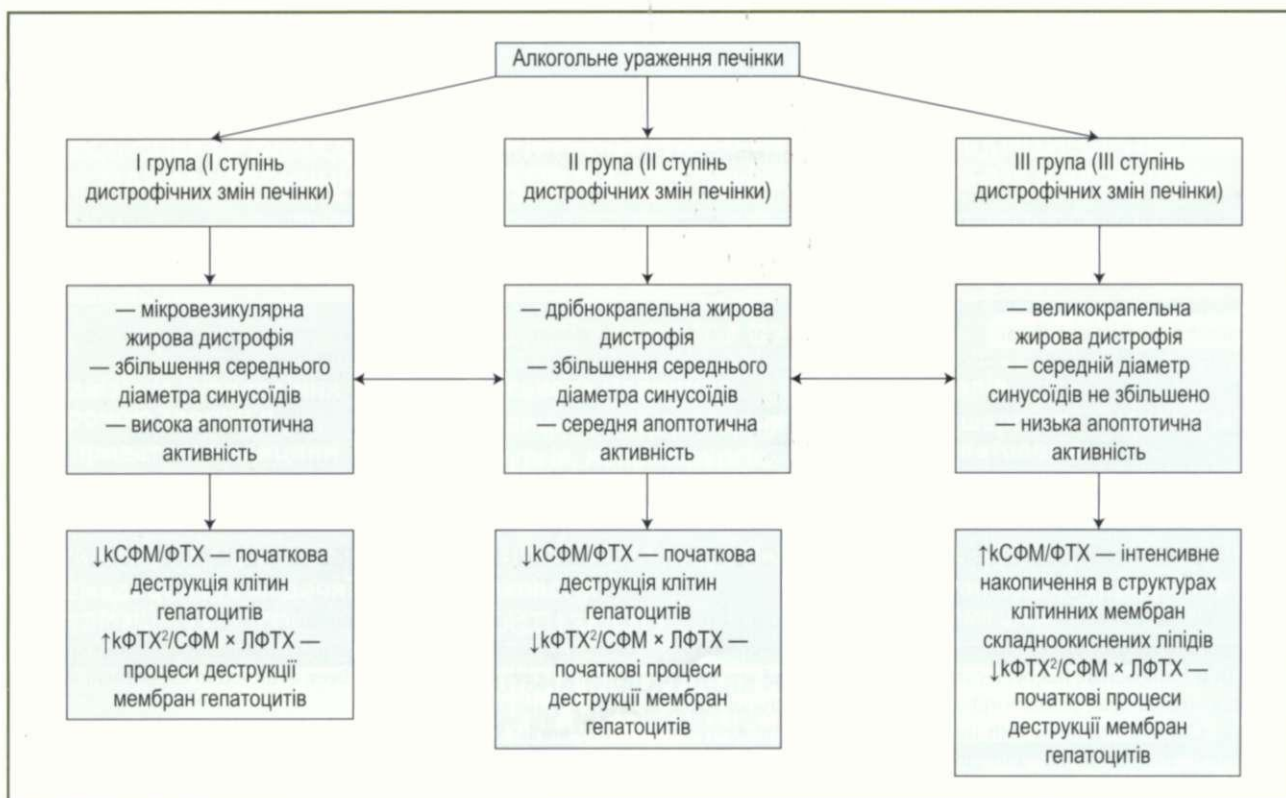 Алкогольне ураження печінки
І група (І ступінь
дистрофічних змін печінки)
ІІ група (ІІ ступінь
дистрофічних змін печінки)
ІІІ група (ІІІ ступінь
дистрофічних змін печінки)
— мікровезикулярна
жирова дистрофія
— збільшення середнього
діаметра синусоїдів
— висока апоптотична
активність
— дрібнокрапельна жирова
дистрофія
— збільшення середнього
діаметра синусоїдів
— середня апоптотична
активність
— великокрапельна
жирова дистрофія
— середній діаметр
синусоїдів не збільшено
— низька апоптотична
активність
↓kСФМ/ФТХ — початкова
деструкція клітин
гепатоцитів
↑kФТХ²/СФМ × ЛФТХ —
процеси деструкції
мембран гепатоцитів
↓kСФМ/ФТХ — початкова
деструкція клітин
гепатоцитів
↓kФТХ²/СФМ × ЛФТХ —
початкові процеси
деструкції мембран
гепатоцитів
↑kСФМ/ФТХ — інтенсивне
накопичення в структурах
клітинних мембран
складноокиснених ліпідів
↓kФТХ²/СФМ × ЛФТХ —
початкові процеси
деструкції мембран
гепатоцитів